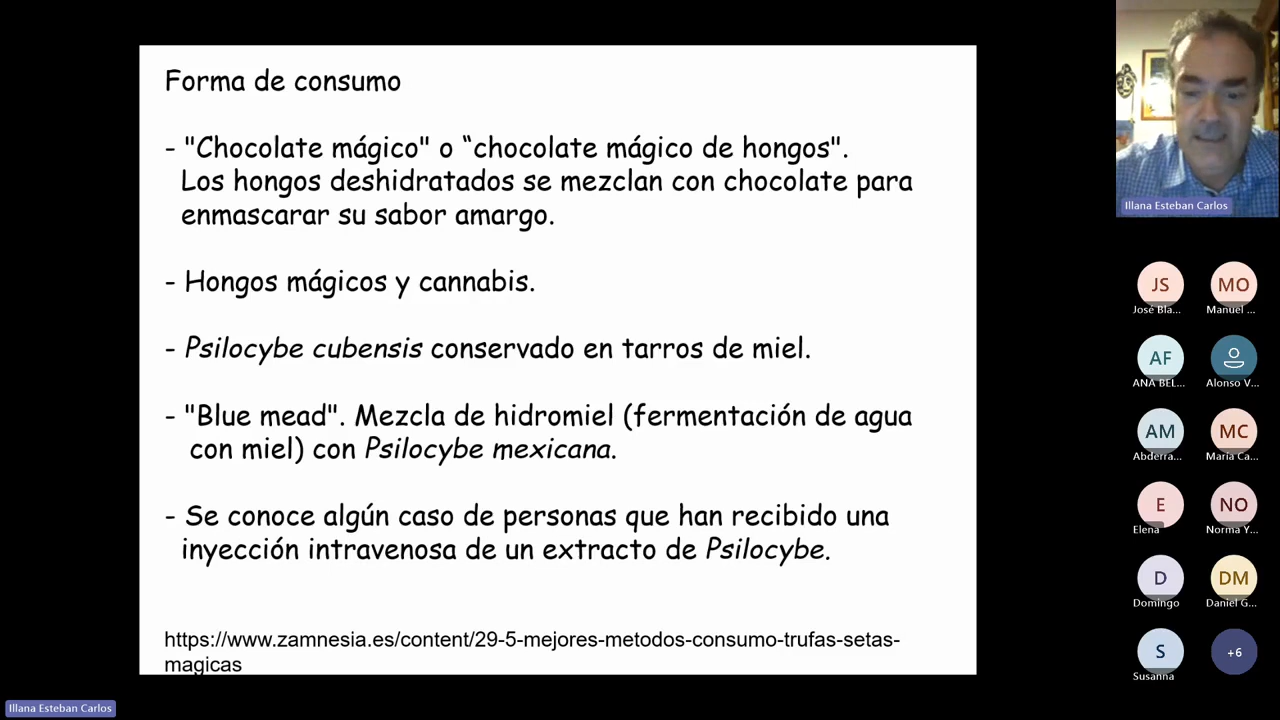 Forma de consumo
- "Chocolate mágico" o “chocolate mágico de hongos".
Los hongos deshidratados se mezclan con chocolate para
enmascarar su sabor amargo.
- Hongos mágicos y cannabis.
- Psilocybe cubensis conservado en tarros de miel.
- "Blue mead". Mezcla de hidromiel (fermentación de agua
con miel) con Psilocybe mexicana.
- Se conoce algún caso de personas que han recibido una
inyección intravenosa de un extracto de Psilocybe.
https://www.zamnesia.es/content/29-5-mejores-metodos-consumo-trufas-setas-
magicas
Illana Esteban Carlos
JS MO
José Bla... Manuel ...
AF
ANA BEL... Alonso V...
AM MC
Abderra... María Ca...
E NO
Elena Norma Y...
D DM
Domingo Daniel G...
S +6
Susanna
Illana Esteban Carlos